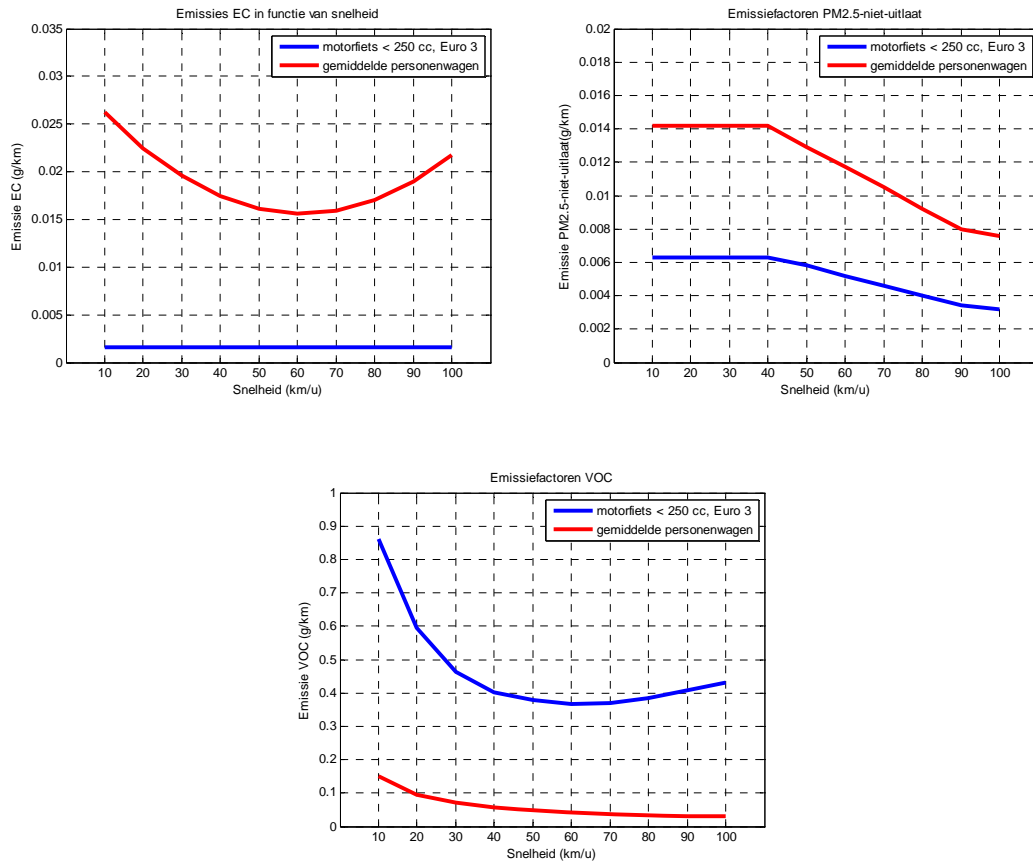 Emissies EC in functie van snelheid
0.035
0.03
0.025
0.02
0.015
0.01
0.005
0
Emissie EC (g/km)
motorfiets < 250 cc, Euro 3
gemiddelde personenwagen
10 20 30 40 50 60 70 80 90 100
Snelheid (km/u)
Emissiefactoren PM2.5-niet-uitlaat
0.02
0.018
0.016
0.014
0.012
0.01
0.008
0.006
0.004
0.002
0
Emissie PM2.5-niet-uitlaat(g/km)
motorfiets < 250 cc, Euro 3
gemiddelde personenwagen
10 20 30 40 50 60 70 80 90 100
Snelheid (km/u)
Emissiefactoren VOC
1
0.9
0.8
0.7
0.6
0.5
0.4
0.3
0.2
0.1
0
Emissie VOC (g/km)
motorfiets < 250 cc, Euro 3
gemiddelde personenwagen
10 20 30 40 50 60 70 80 90 100
Snelheid (km/u)